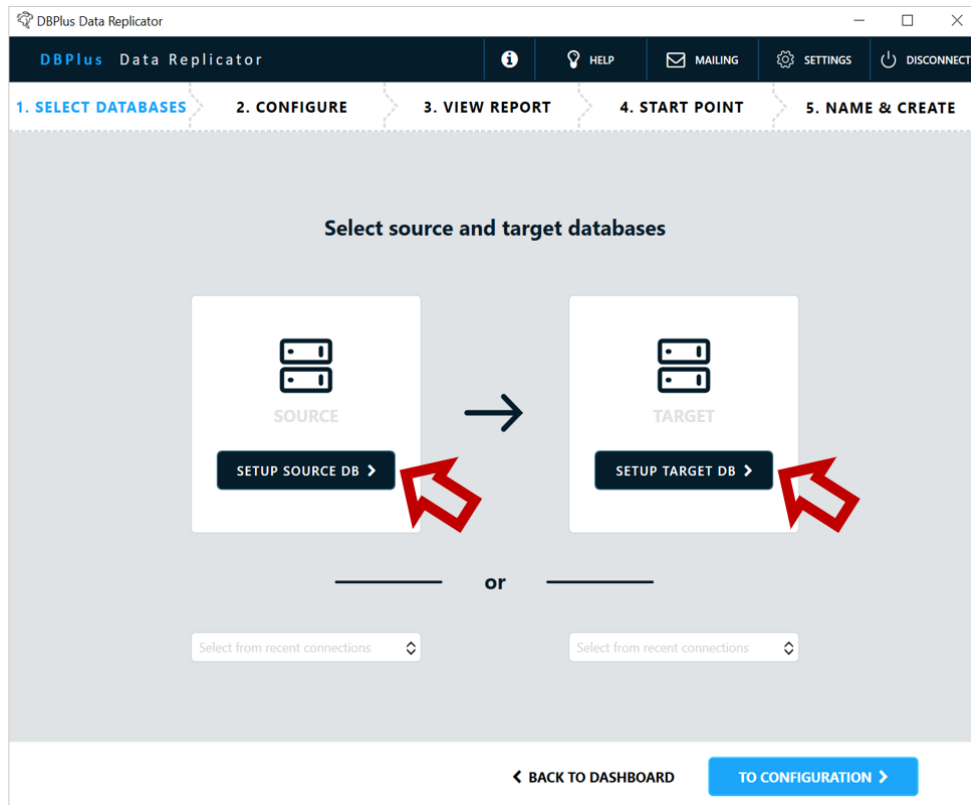 DBPlus Data Replicator
DBPlus Data Replicator
HELP
MAILING
SETTINGS
DISCONNECT
1. SELECT DATABASES
2. CONFIGURE
3. VIEW REPORT
4. START POINT
5. NAME & CREATE
Select source and target databases
SOURCE
TARGET
SETUP SOURCE DB
SETUP TARGET DB
or
Select from recent connections
Select from recent connections
BACK TO DASHBOARD
TO CONFIGURATION